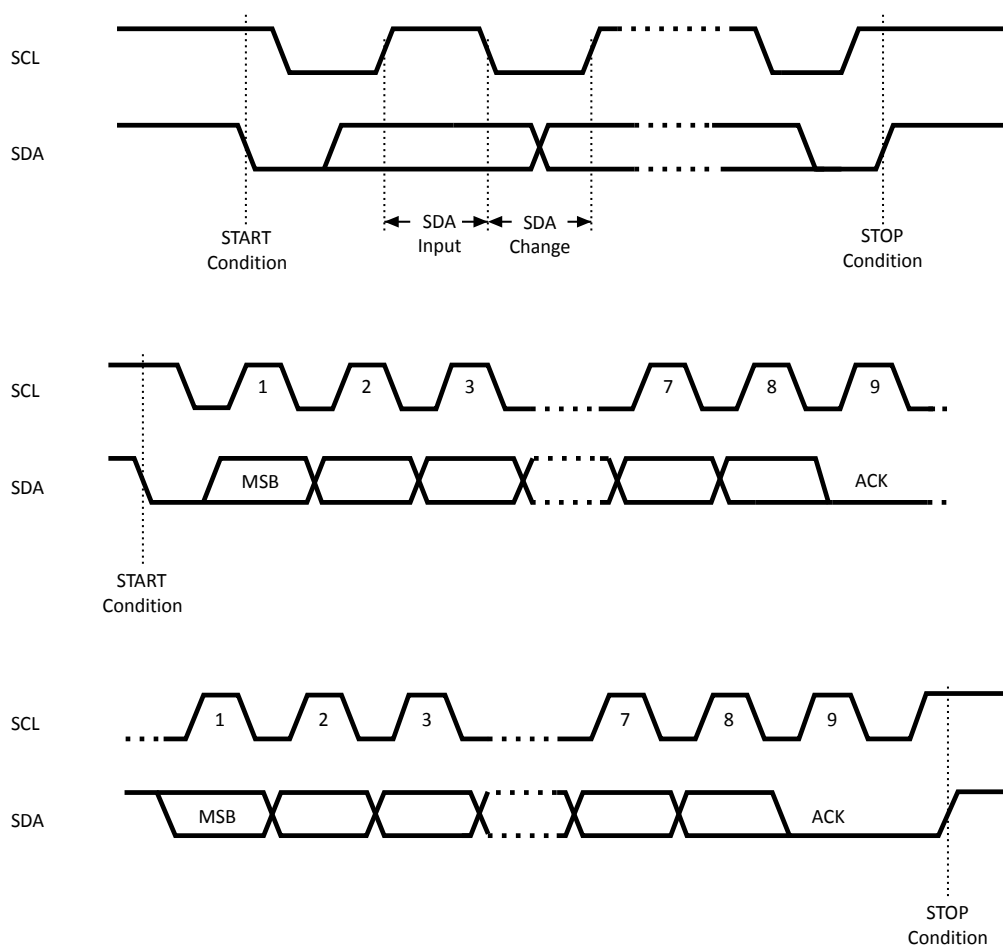 SCL
SDA
SDA
Input
SDA
Change
START
Condition
STOP
Condition
SCL
1 2 3 7 8 9
SDA
MSB ACK
START
Condition
SCL
1 2 3 7 8 9
SDA
MSB ACK
STOP
Condition